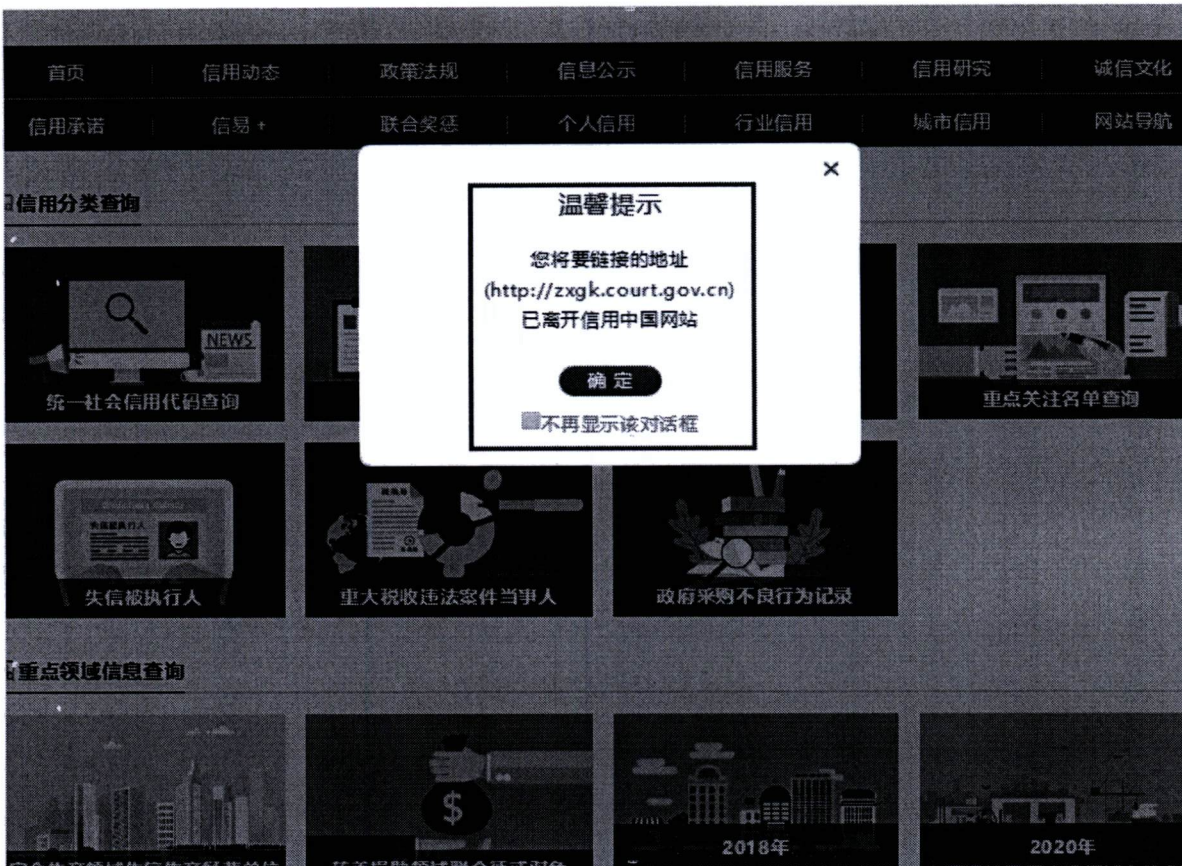 首页 信用动态 政策法规 信息公示 信用服务 信用研究 诚信文化
信用承诺 信易 + 联合奖惩 个人信用 行业信用 城市信用 网站导航
信用分类查询
温馨提示
您将要链接的地址
(http://zxgk.court.gov.cn)
已离开信用中国网站
确 定
不再显示该对话框
NEWS
统一社会信用代码查询
重点关注名单查询
失信被执行人
失信被执行人
重大税收违法案件当事人
政府采购不良行为记录
重点领域信息查询
$
2018年
2020年